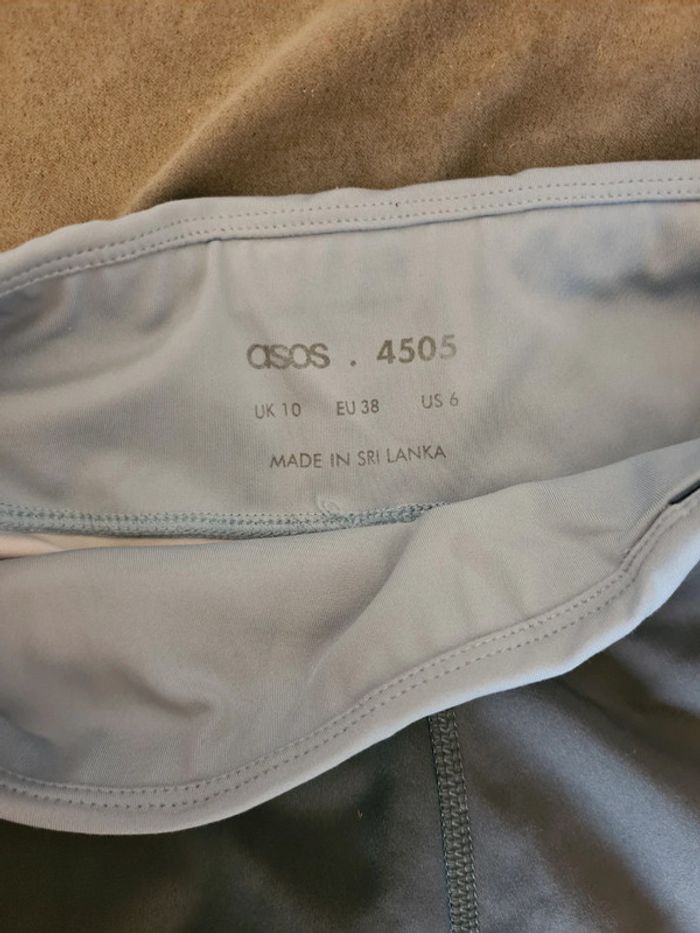 asos . 4505
UK 10 EU 38 US 6
MADE IN SRI LANKA